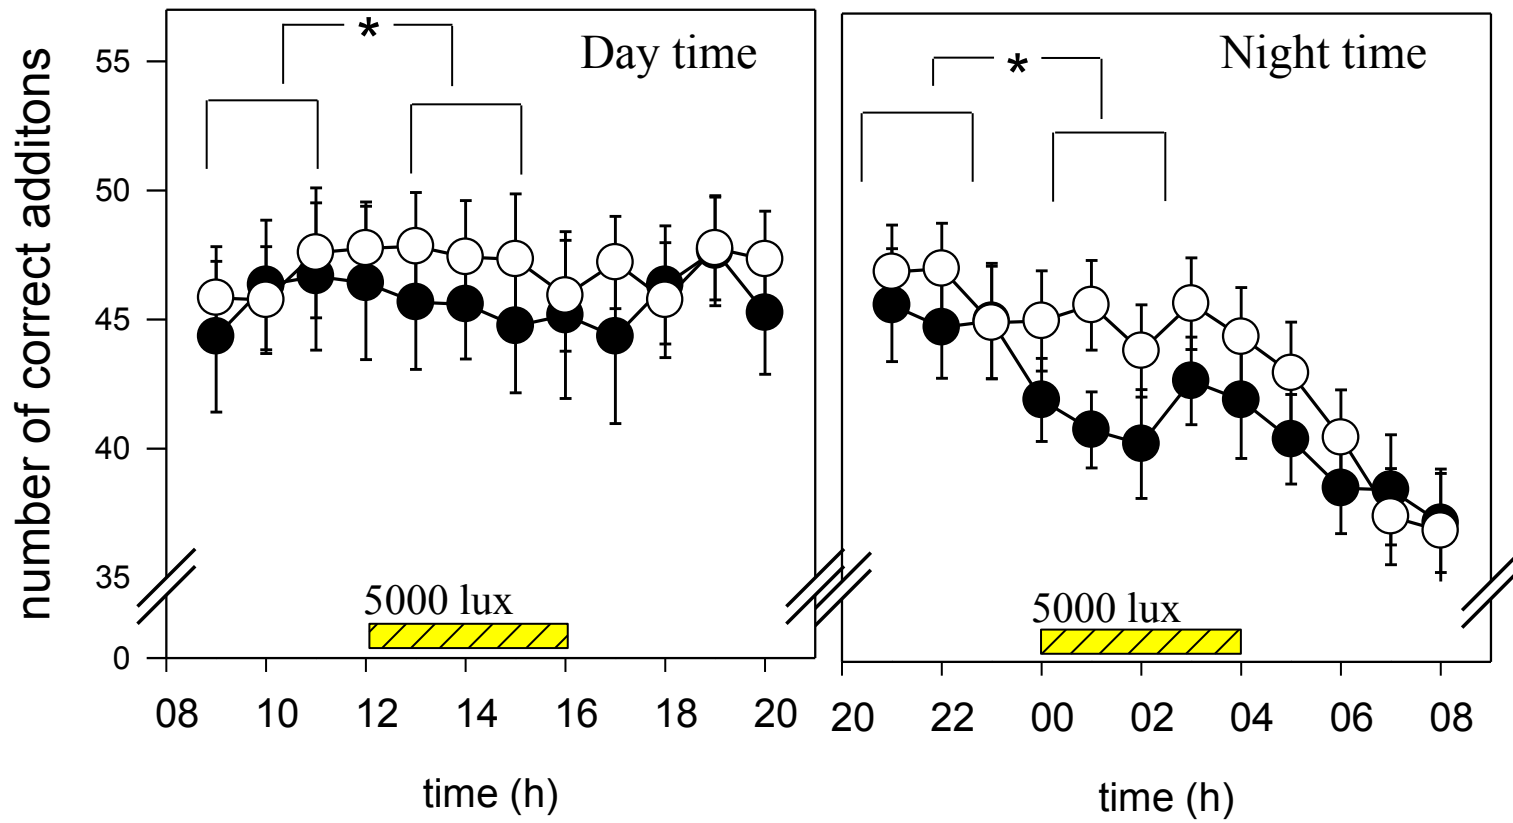 number of correct additons
55
50
45
40
35
0
*
Day time
5000 lux
08 10 12 14 16 18 20
time (h)
*
Night time
5000 lux
20 22 00 02 04 06 08
time (h)